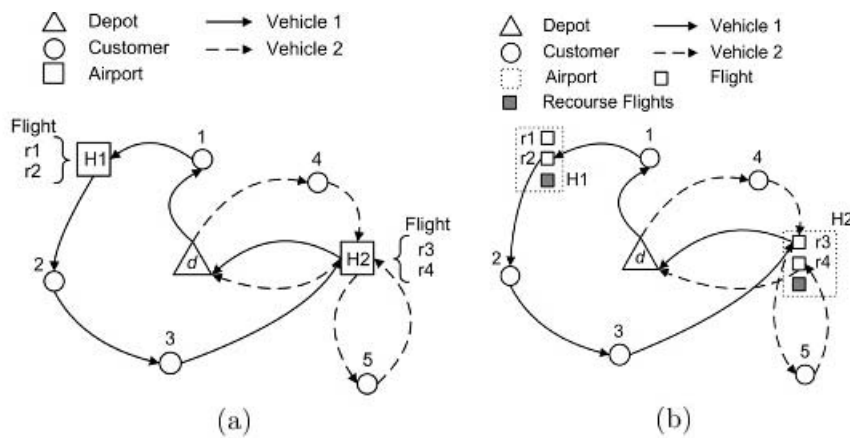 Depot
Vehicle 1
Customer
Vehicle 2
Airport
Flight
r1
r2
H1
1
4
Flight
r3
r4
H2
d
2
3
5
(a)
Depot
Vehicle 1
Customer
Vehicle 2
Airport
Flight
Recourse Flights
r1
r2
H1
1
4
H2
r3
r4
d
2
3
5
(b)